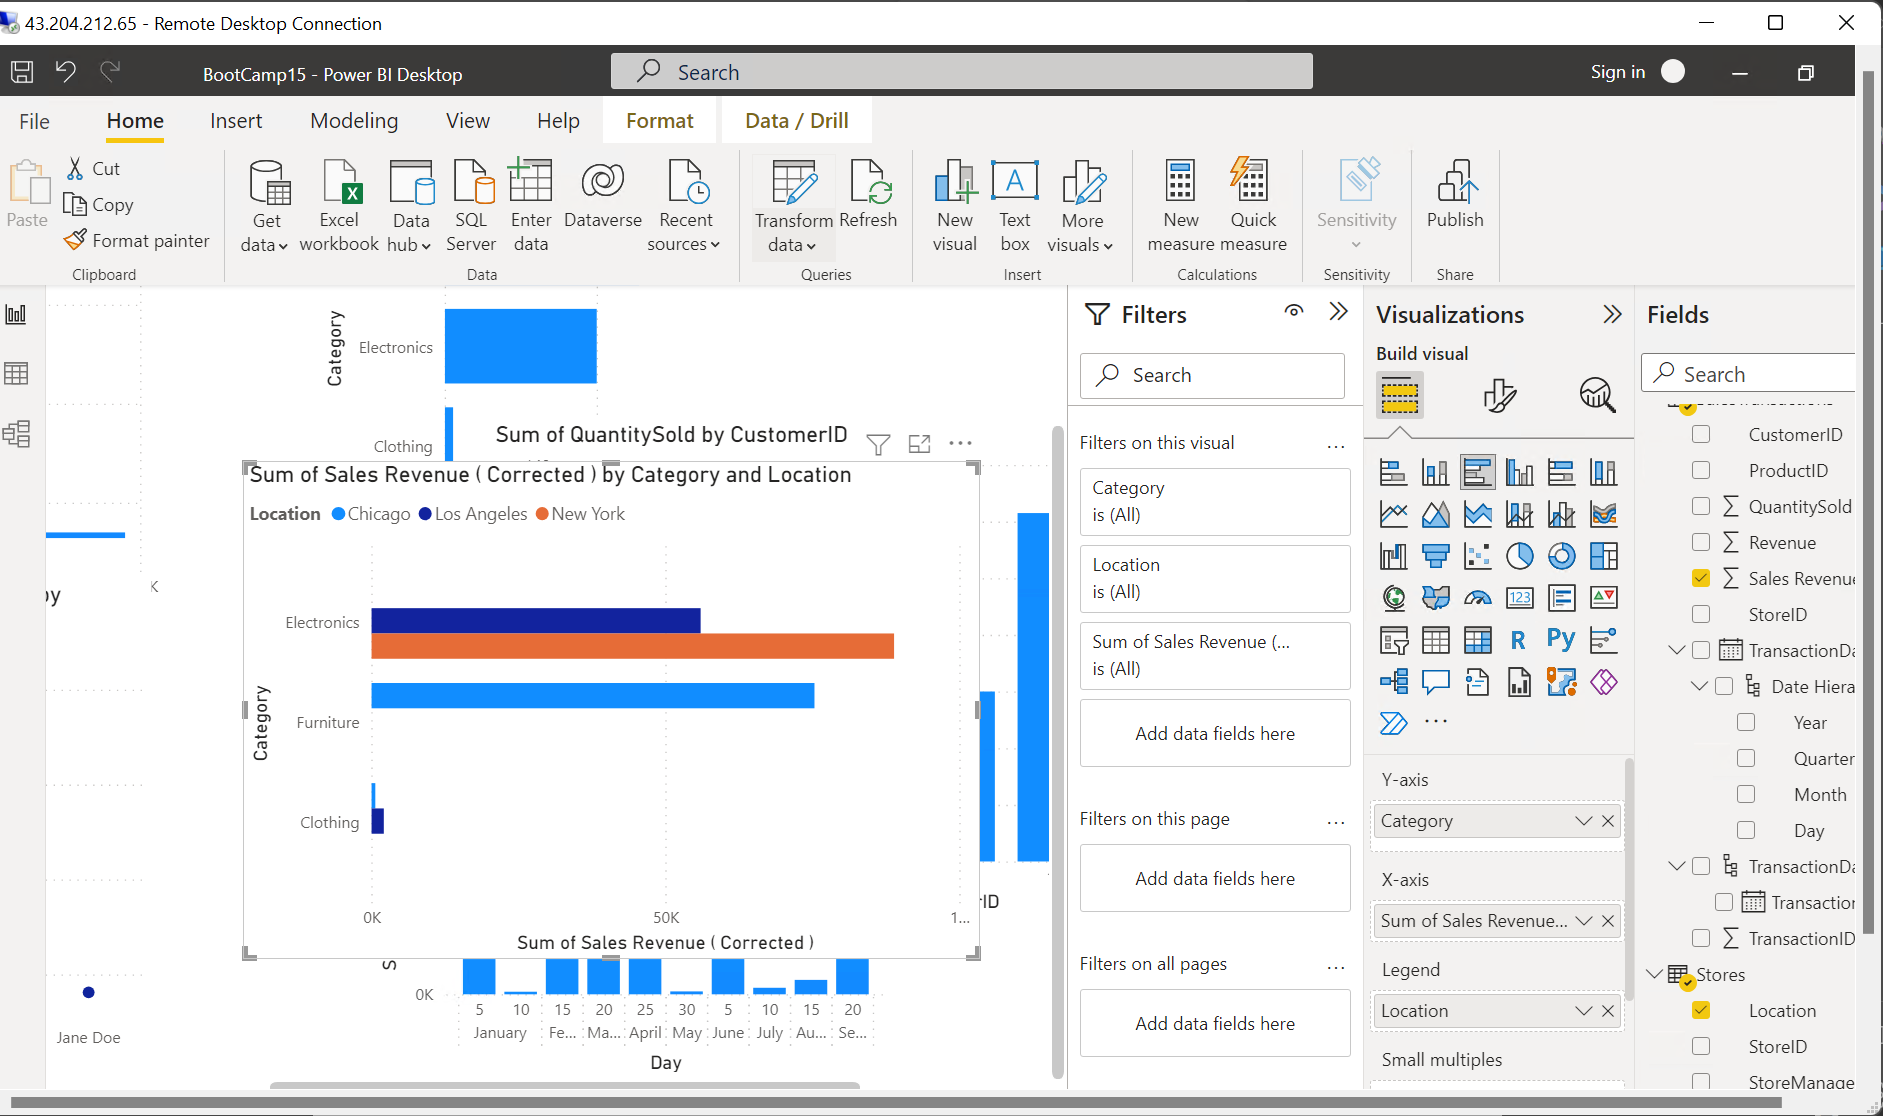 43.204.212.65 - Remote Desktop Connection
BootCamp15 - Power BI Desktop
Search
Sign in
File
Home
Insert
Modeling
View
Help
Format
Data / Drill
Paste
Cut
Copy
Format painter
Clipboard
Get data
Excel workbook
Data hub
SQL Server
Enter data
Dataverse
Recent sources
Data
Transform data
Refresh
Queries
New visual
Text box
More visuals
Insert
New measure
Quick measure
Calculations
Sensitivity
Sensitivity
Publish
Share
Category
Electronics
Clothing
Sum of QuantitySold by CustomerID
K
Sum of Sales Revenue ( Corrected ) by Category and Location
Location Chicago Los Angeles New York
Category
Electronics
Furniture
Clothing
0K 50K 1...
Sum of Sales Revenue ( Corrected )
0K
5 10 15 20 25 30 5 10 15 20
January Fe... Ma... April May June July Au... Se...
Day
Jane Doe
Filters
Search
Filters on this visual ...
Category
is (All)
Location
is (All)
Sum of Sales Revenue (...
is (All)
Add data fields here
Filters on this page ...
Add data fields here
Filters on all pages ...
Add data fields here
Visualizations
Build visual
123
R
Py
...
Y-axis
Category
X-axis
Sum of Sales Revenue...
Legend
Location
Small multiples
Fields
Search
CustomerID
ProductID
QuantitySold
Revenue
Sales Revenue
StoreID
TransactionDa
Date Hiera
Year
Quarter
Month
Day
TransactionDa
Transaction
TransactionID
Stores
Location
StoreID
StoreManage